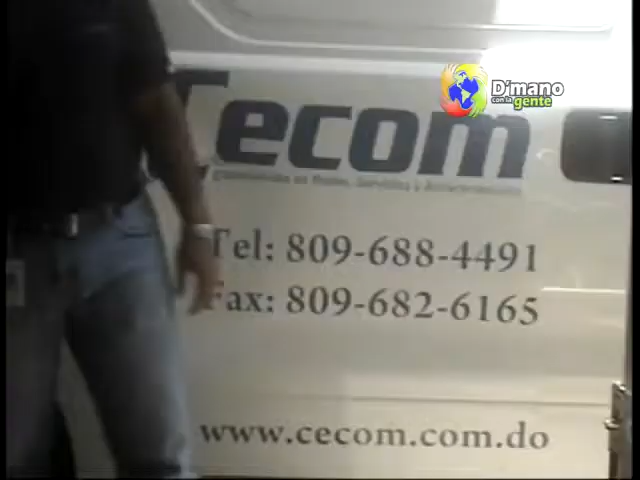 D'mano
con la
gente
Cecom
Tel: 809-688-4491
Fax: 809-682-6165
www.cecom.com.do